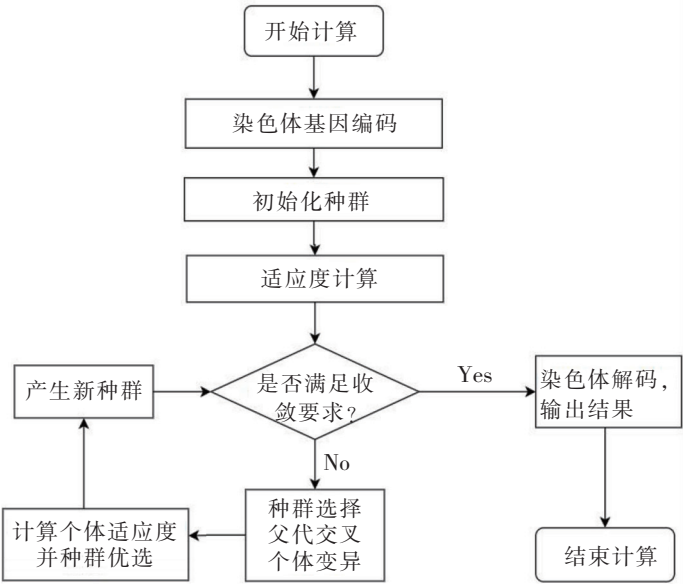 开始计算
染色体基因编码
初始化种群
适应度计算
是否满足收
敛要求?
Yes
染色体解码,
输出结果
产生新种群
No
种群选择
父代交叉
个体变异
计算个体适应度
并种群优选
结束计算